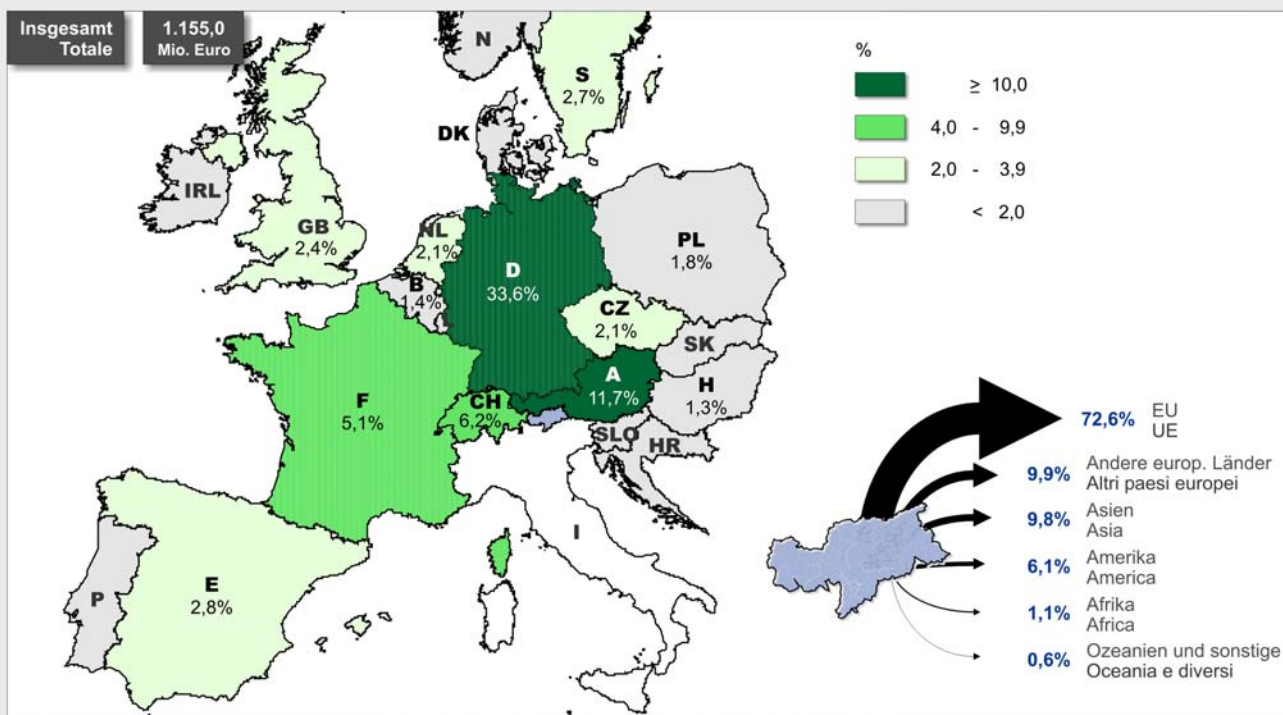 Insgesamt
Totale
1.155,0
Mio. Euro
%
≥ 10,0
4,0 - 9,9
2,0 - 3,9
< 2,0
N
S
2,7%
DK
IRL
GB
2,4%
NL
2,1%
B
1,4%
D
33,6%
PL
1,8%
CZ
2,1%
SK
A
11,7%
H
1,3%
F
5,1%
CH
6,2%
SLO
HR
I
P
E
2,8%
72,6%
EU
UE
9,9%
Andere europ. Länder
Altri paesi europei
9,8%
Asien
Asia
6,1%
Amerika
America
1,1%
Afrika
Africa
0,6%
Ozeanien und sonstige
Oceania e diversi